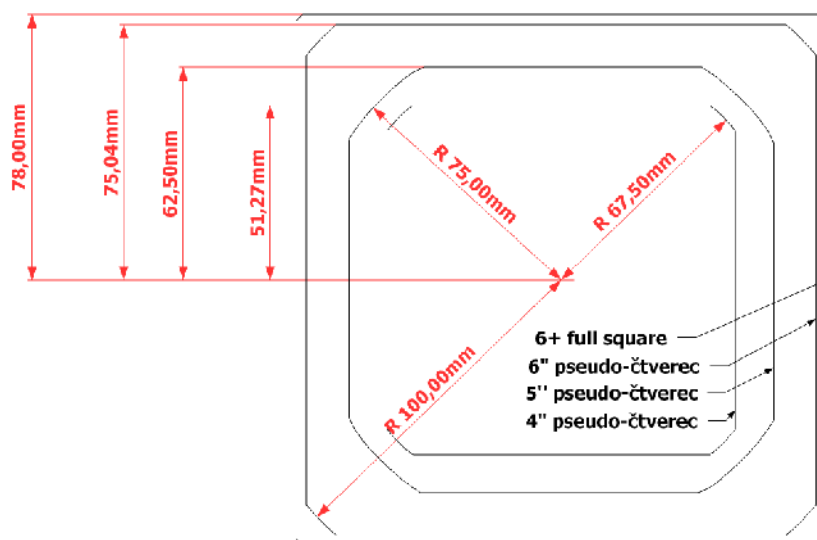 78,00mm
75,04mm
62,50mm
51,27mm
R 75,00mm
R 67,50mm
R 100,00mm
6+ full square
6" pseudo-čtverec
5'' pseudo-čtverec
4" pseudo-čtverec